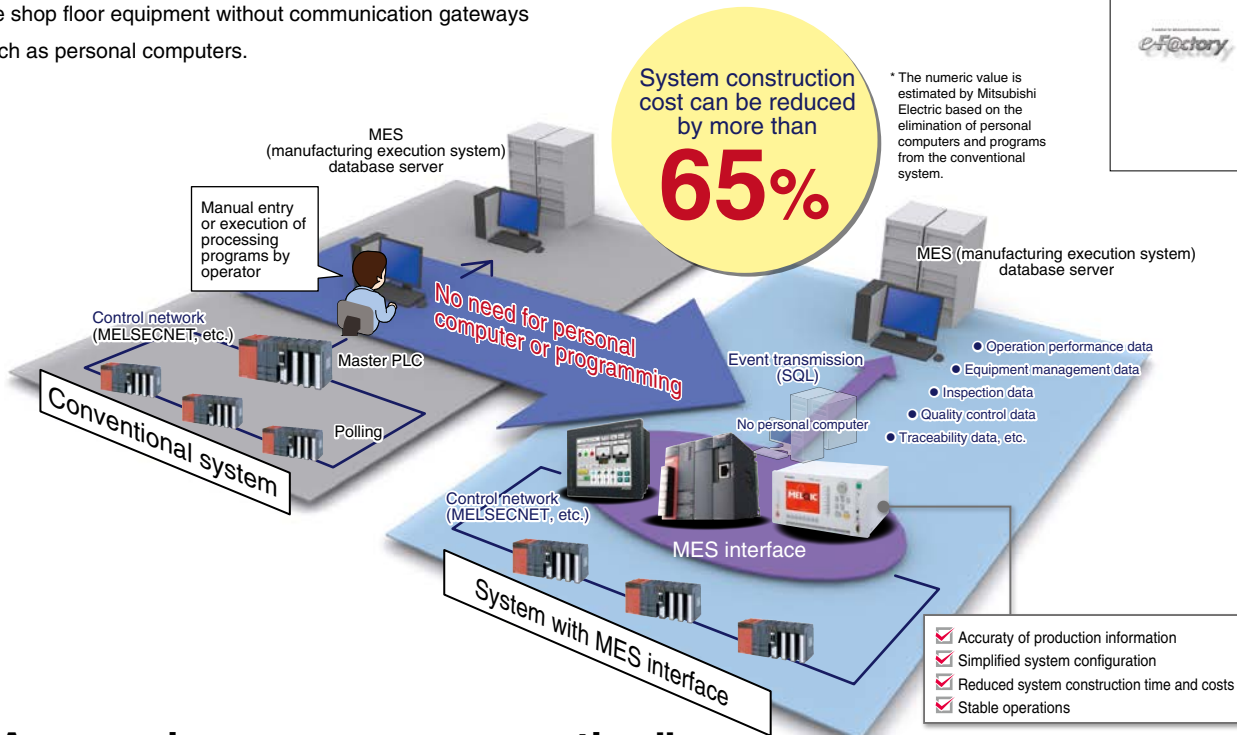 e shop floor equipment without communication gateways
ch as personal computers.
e-F@ctory
System construction
cost can be reduced
by more than
65%
* The numeric value is
estimated by Mitsubishi
Electric based on the
elimination of personal
computers and programs
from the conventional
system.
MES
(manufacturing execution system)
database server
Manual entry
or execution of
processing
programs by
operator
Control network
(MELSECNET, etc.)
Master PLC
Polling
Conventional system
No need for personal
computer or programming
MES (manufacturing execution system)
database server
● Operation performance data
● Equipment management data
● Inspection data
● Quality control data
● Traceability data, etc.
Event transmission
(SQL)
No personal computer
Control network
(MELSECNET, etc.)
MES interface
System with MES interface
Accuraty of production information
Simplified system configuration
Reduced system construction time and costs
Stable operations